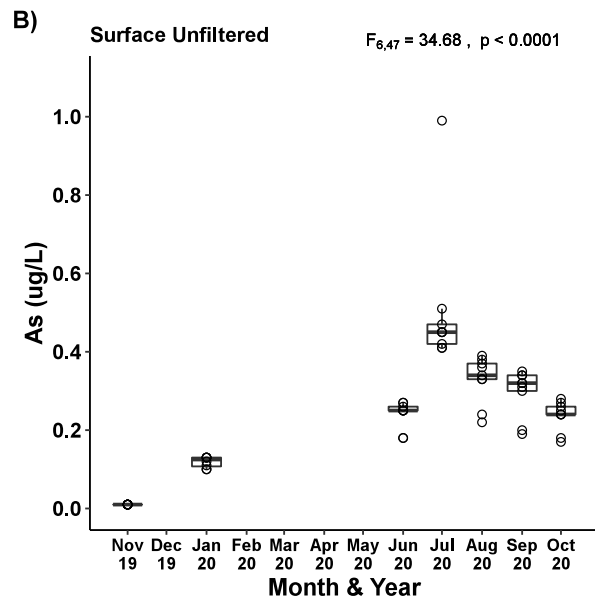 B)
Surface Unfiltered
F6,47 = 34.68 , p < 0.0001
As (ug/L)
1.0
0.8
0.6
0.4
0.2
0.0
Nov Dec Jan Feb Mar Apr May Jun Jul Aug Sep Oct
19 19 20 20 20 20 20 20 20 20 20 20
Month & Year